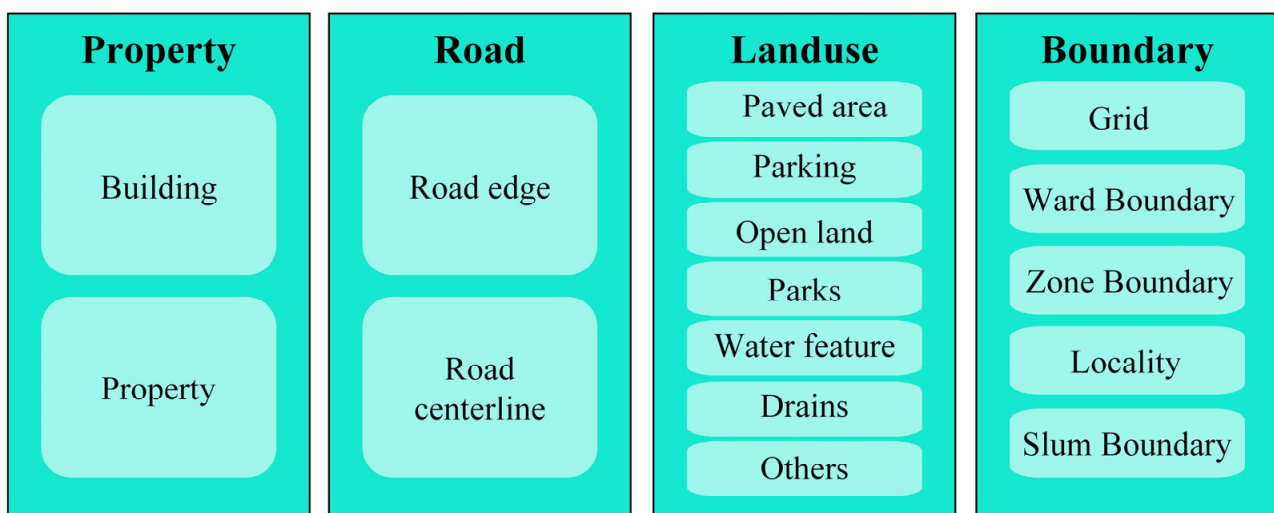 Property
Building
Property
Road
Road edge
Road
centerline
Landuse
Paved area
Parking
Open land
Parks
Water feature
Drains
Others
Boundary
Grid
Ward Boundary
Zone Boundary
Locality
Slum Boundary